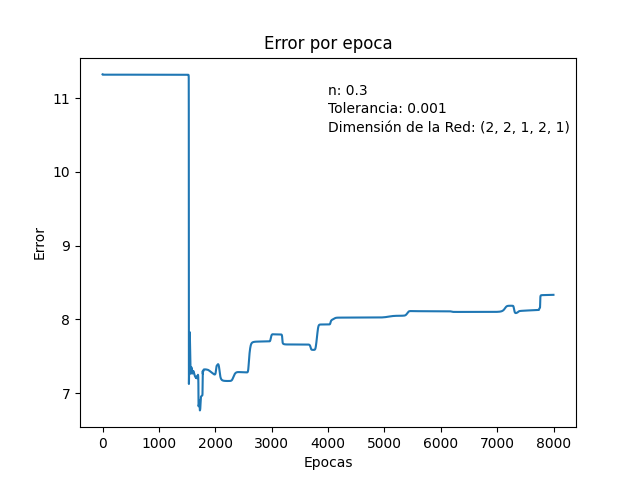 Error por epoca
n: 0.3
Tolerancia: 0.001
Dimensión de la Red: (2, 2, 1, 2, 1)
Error
11
10
9
8
7
0 1000 2000 3000 4000 5000 6000 7000 8000
Epocas